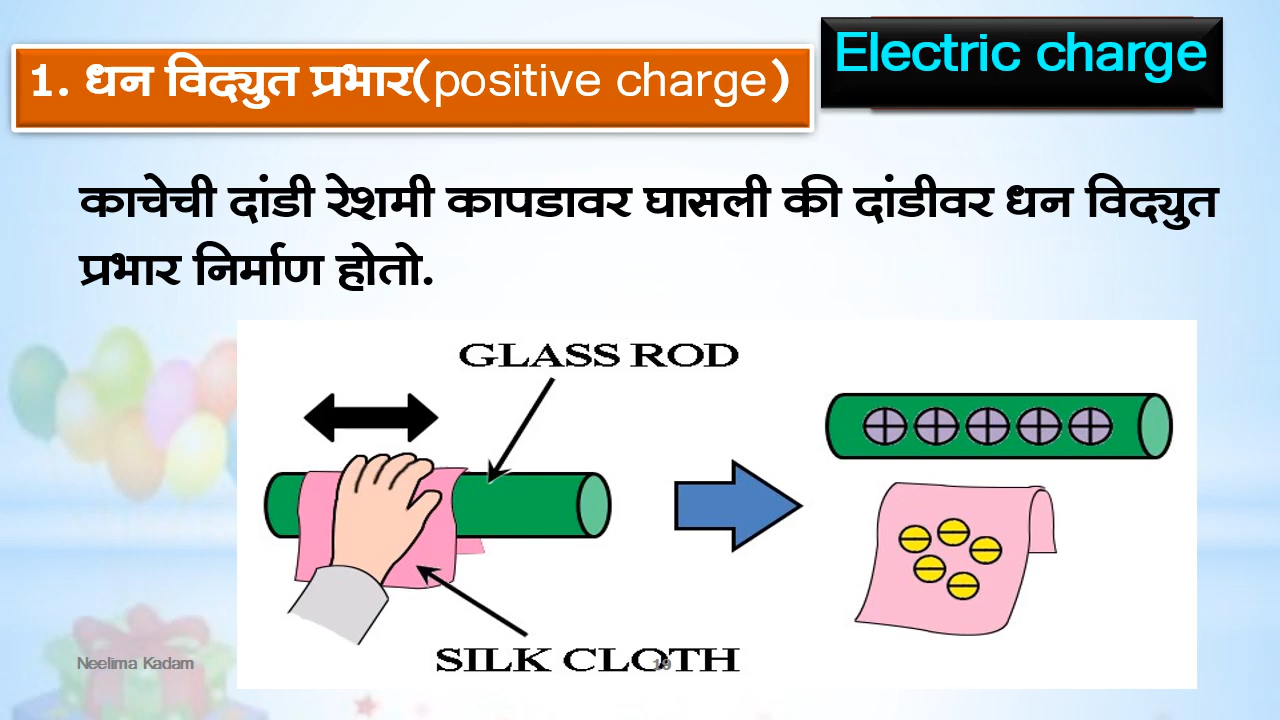 Electric charge
1. धन विद्युत प्रभार(positive charge)
काचेची दांडी रेशमी कापडावर घासली की दांडीवर धन विद्युत
प्रभार निर्माण होतो.
GLASS ROD
SILK CLOTH
Neelima Kadam
19